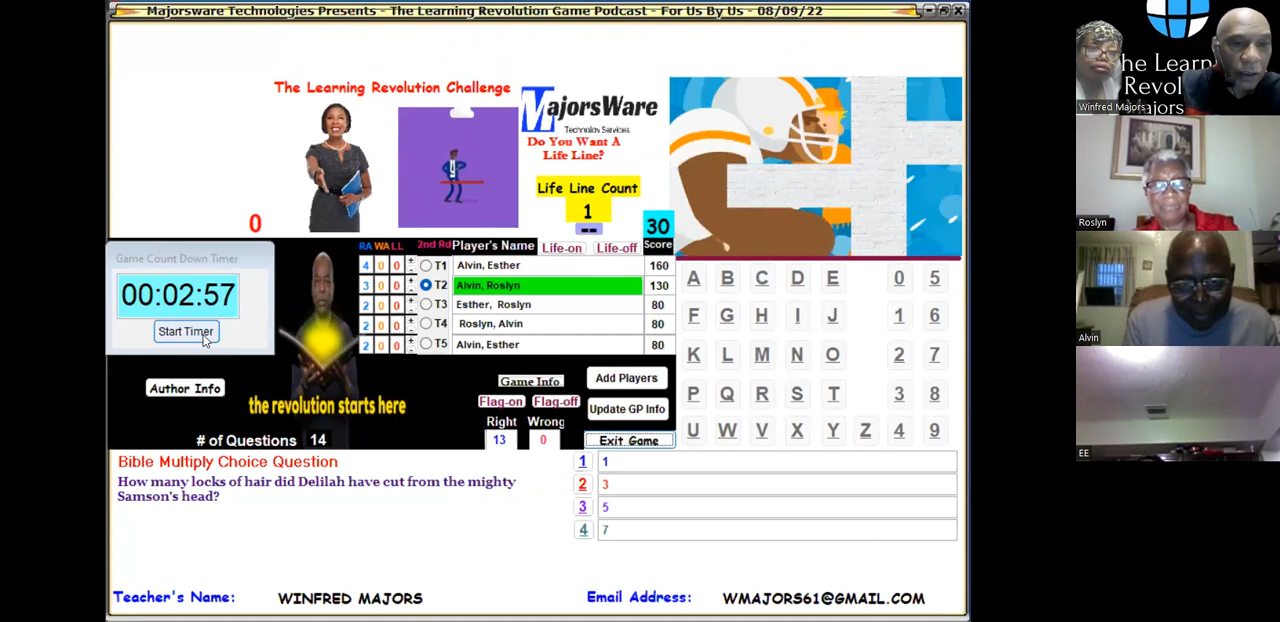 Majorsware Technologies Presents - The Learning Revolution Game Podcast - For Us By Us - 08/09/22
The Learning Revolution Challenge
MajorsWare
Technology Services
Do You Want A
Life Line?
Life Line Count
1
--
0
30
Game Count Down Timer
00:02:57
Start Timer
RA WA LL 2nd Rd Player's Name Life-on Life-off Score
4 0 0 + - T1 Alvin, Esther 160
3 0 0 + - T2 Alvin, Roslyn 130
2 0 0 + - T3 Esther, Roslyn 80
2 0 0 + - T4 Roslyn, Alvin 80
2 0 0 + - T5 Alvin, Esther 80
A B C D E 0 5
F G H I J 1 6
K L M N O 2 7
P Q R S T 3 8
U W V X Y Z 4 9
Author Info
the revolution starts here
# of Questions 14
Game Info
Flag-on Flag-off
Right Wrong
13 0
Add Players
Update GP Info
Exit Game
Bible Multiply Choice Question
How many locks of hair did Delilah have cut from the mighty
Samson's head?
1 1
2 3
3 5
4 7
Teacher's Name: WINFRED MAJORS Email Address: WMAJORS61@GMAIL.COM
Majors
Winfred Majors
Roslyn
Alvin
EE